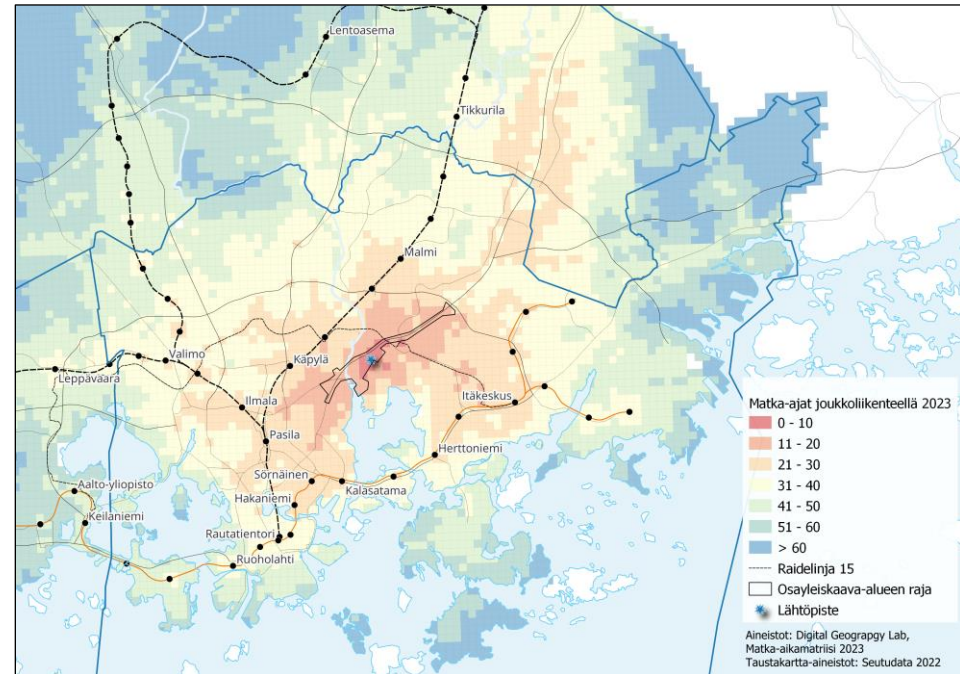 Lentoasema
Tikkurila
Malmi
Valimo
Käpylä
Leppävaara
Ilmala
Itäkeskus
Pasila
Herttoniemi
Sörnäinen
Aalto-yliopisto
Kalasatama
Hakaniemi
Keilaniemi
Rautatientori
Ruoholahti
Matka-ajat joukkoliikenteellä 2023
0 - 10
11 - 20
21 - 30
31 - 40
41 - 50
51 - 60
> 60
Raidelinja 15
Osayleiskaava-alueen raja
Lähtöpiste
Aineistot: Digital Geograpgy Lab,
Matka-aikamatriisi 2023
Taustakartta-aineistot: Seutudata 2022